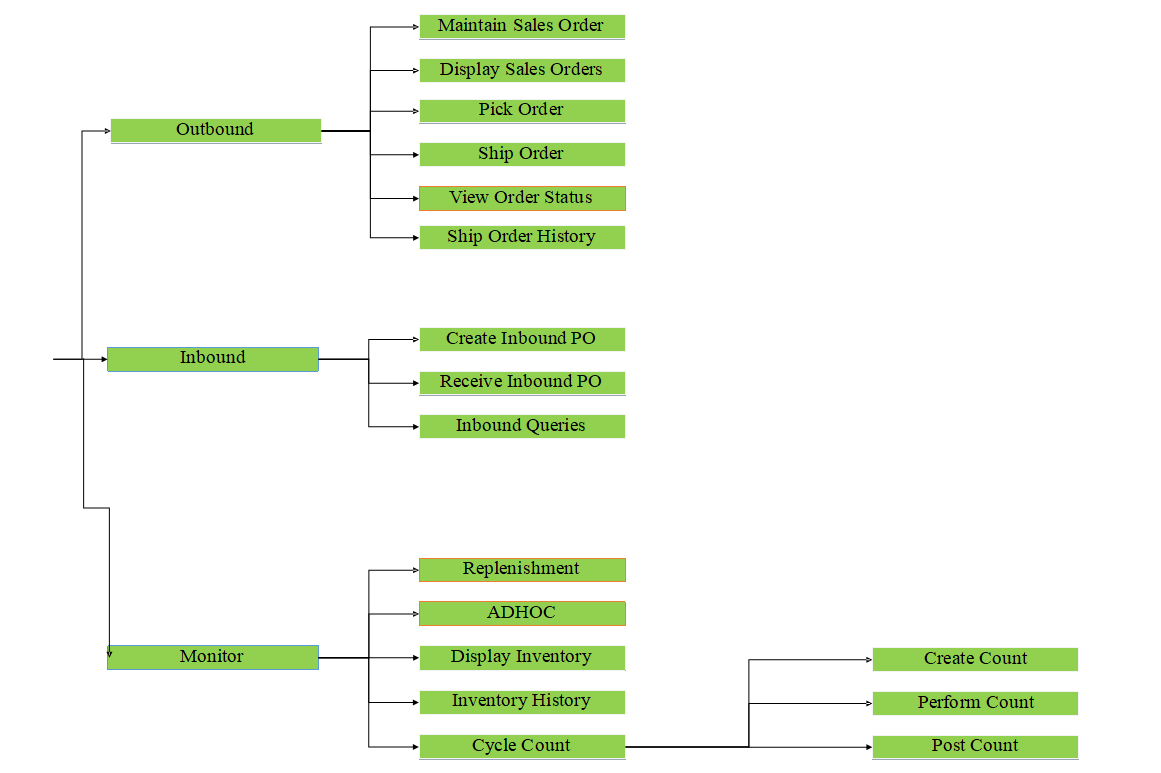 Maintain Sales Order
Display Sales Orders
Pick Order
Outbound
Ship Order
View Order Status
Ship Order History
Create Inbound PO
Inbound
Receive Inbound PO
Inbound Queries
Replenishment
ADHOC
Monitor
Display Inventory
Create Count
Inventory History
Perform Count
Cycle Count
Post Count